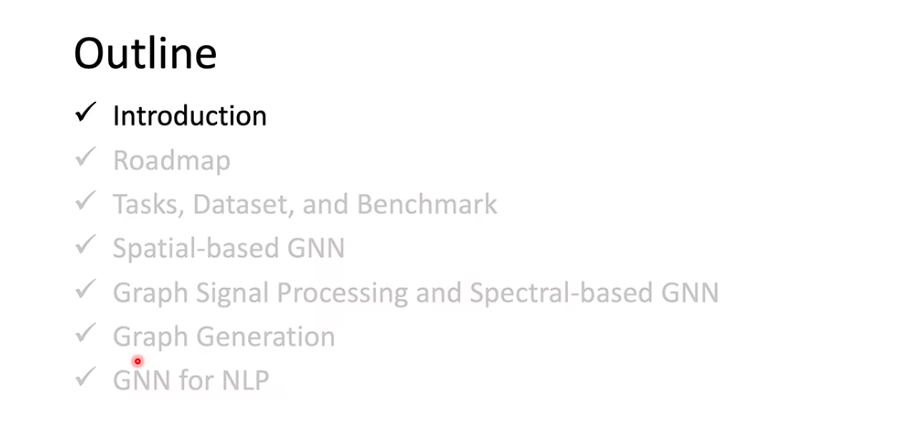 Outline
✓ Introduction
✓ Roadmap
✓ Tasks, Dataset, and Benchmark
✓ Spatial-based GNN
✓ Graph Signal Processing and Spectral-based GNN
✓ Graph Generation
✓ GNN for NLP